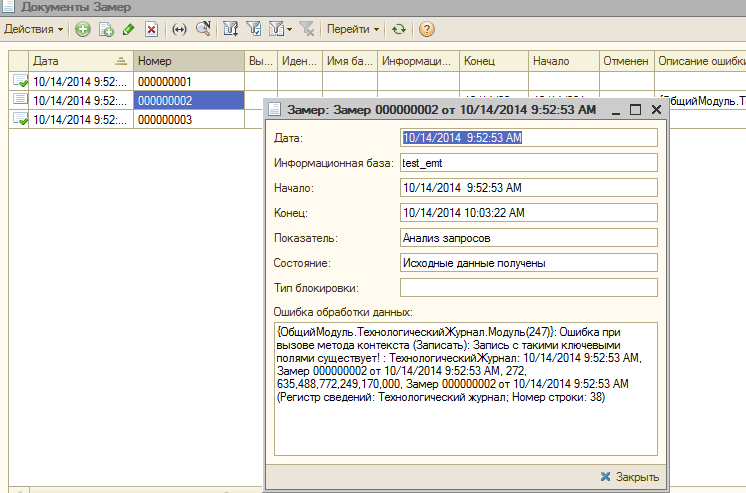 Документы Замер
Действия
Перейти
Дата Номер Вы... Иден... Имя ба... Информаци... Конец Начало Отменен Описание ошибки
10/14/2014 9:52:... 000000001
10/14/2014 9:52:... 000000002
10/14/2014 9:52:... 000000003
{ОбщийМодуль.Т
Замер: Замер 000000002 от 10/14/2014 9:52:53 AM
Дата: 10/14/2014 9:52:53 AM
Информационная база: test_emt
Начало: 10/14/2014 9:52:53 AM
Конец: 10/14/2014 10:03:22 AM
Показатель: Анализ запросов
Состояние: Исходные данные получены
Тип блокировки:
Ошибка обработки данных:
{ОбщийМодуль.ТехнологическийЖурнал.Модуль(247)}: Ошибка при
вызове метода контекста (Записать): Запись с такими ключевыми
полями существует! : ТехнологическийЖурнал: 10/14/2014 9:52:53 AM,
Замер 000000002 от 10/14/2014 9:52:53 AM, 272,
635,488,772,249,170,000, Замер 000000002 от 10/14/2014 9:52:53 AM
(Регистр сведений: Технологический журнал; Номер строки: 38)
Закрыть